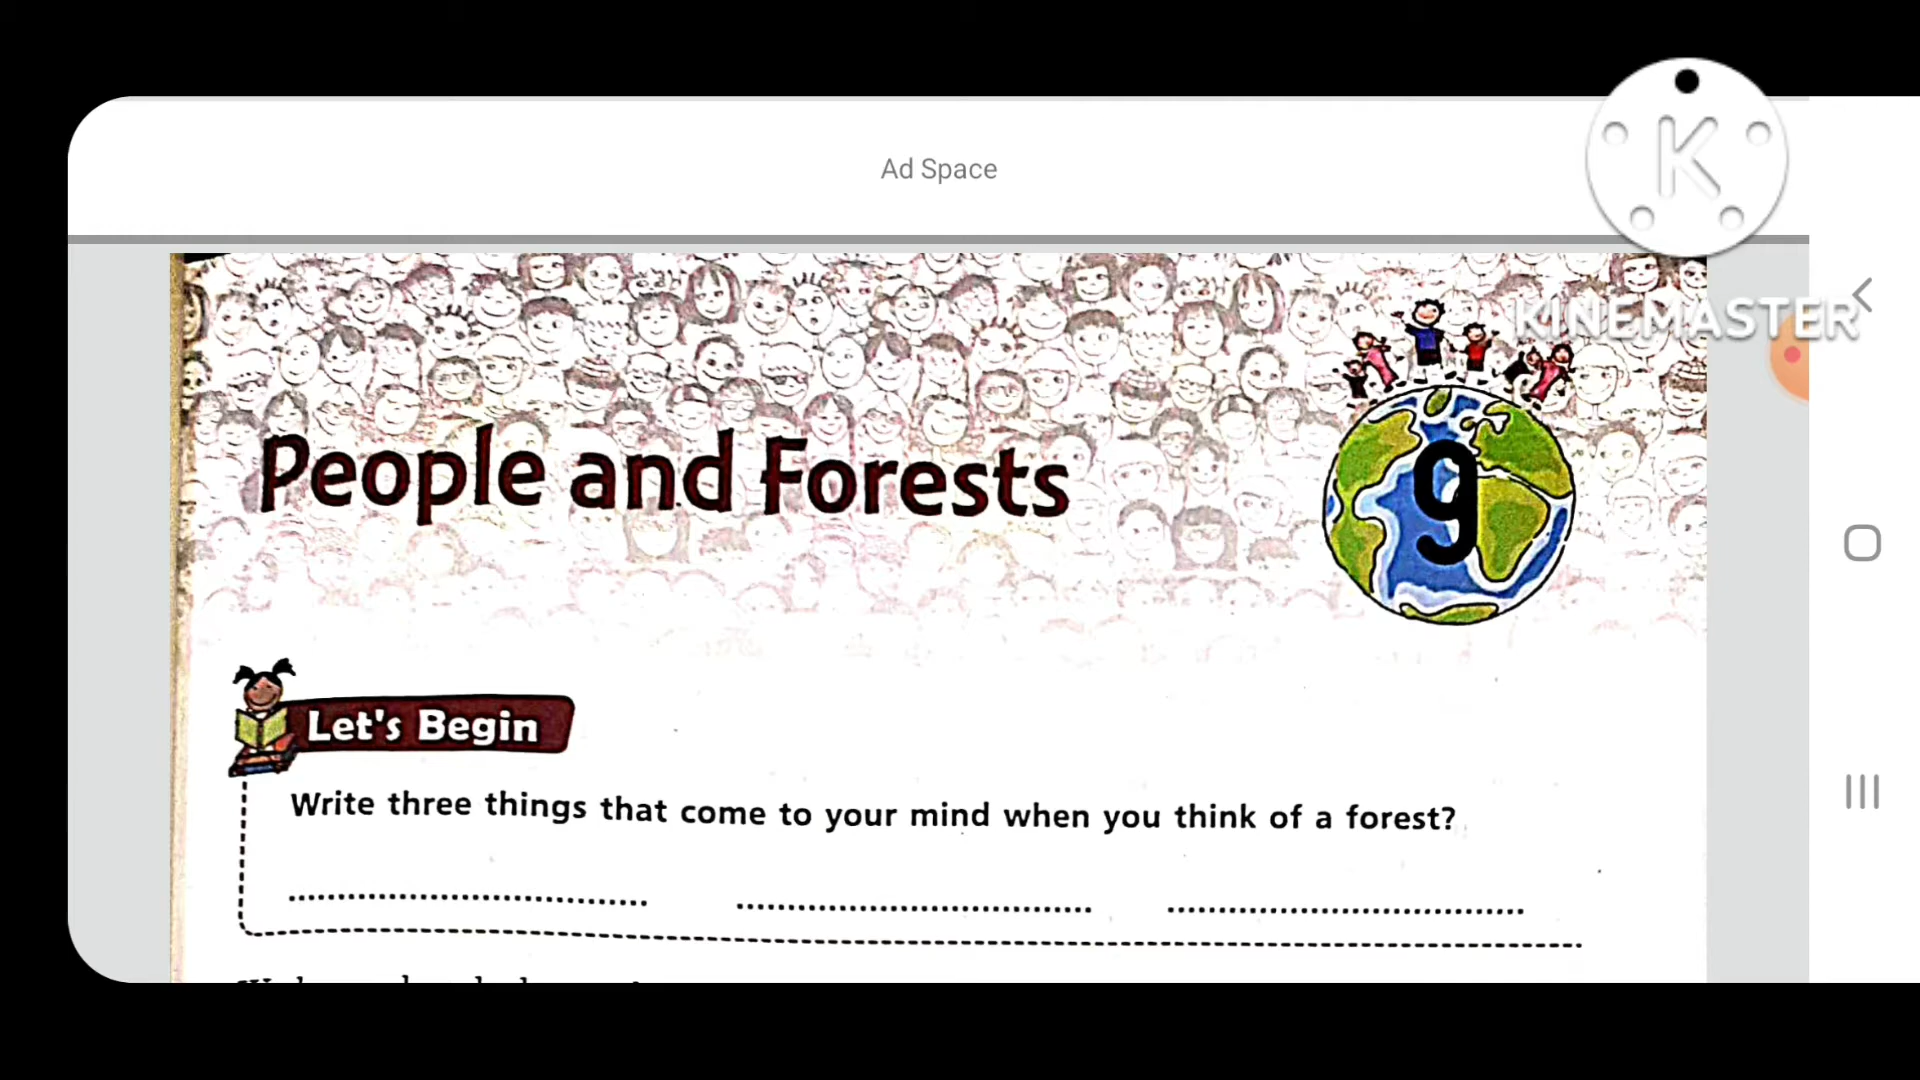 Ad Space
K
KINEMASTER
People and Forests
9
Let's Begin
Write three things that come to your mind when you think of a forest?